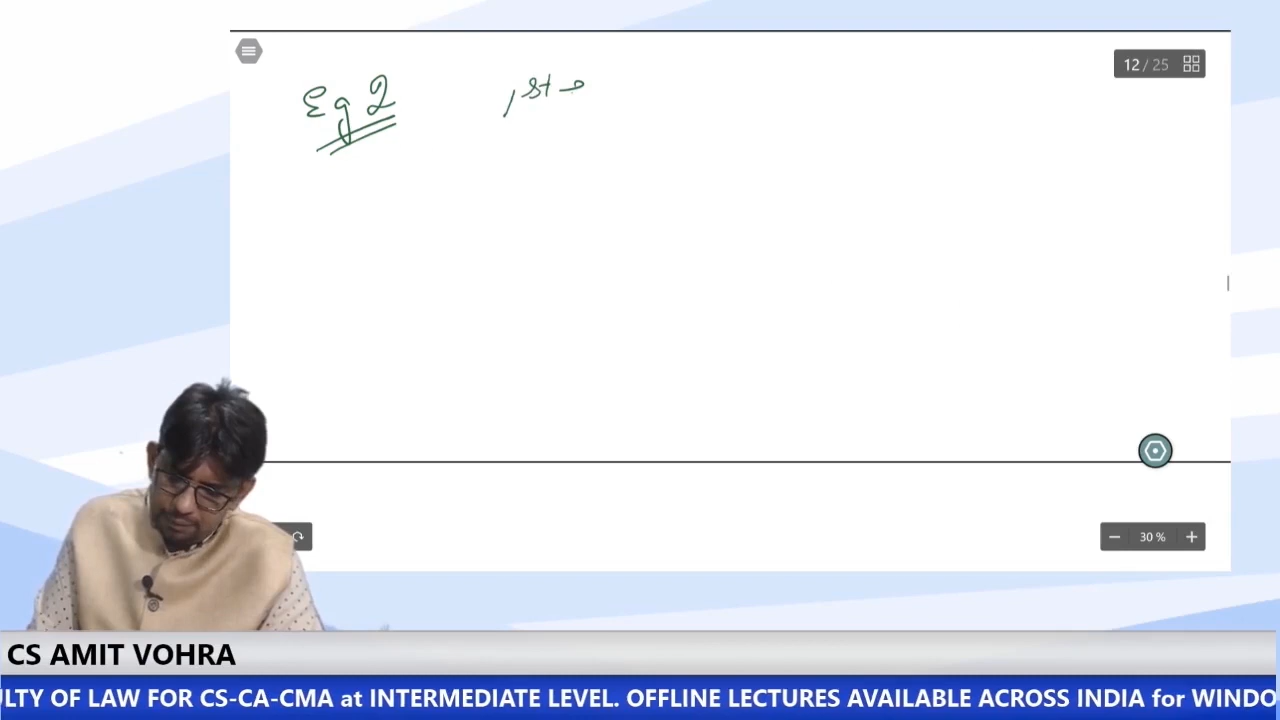 12 / 25
Eg 2 1st
30 %
CS AMIT VOHRA
LTY OF LAW FOR CS-CA-CMA at INTERMEDIATE LEVEL. OFFLINE LECTURES AVAILABLE ACROSS INDIA for WINDO